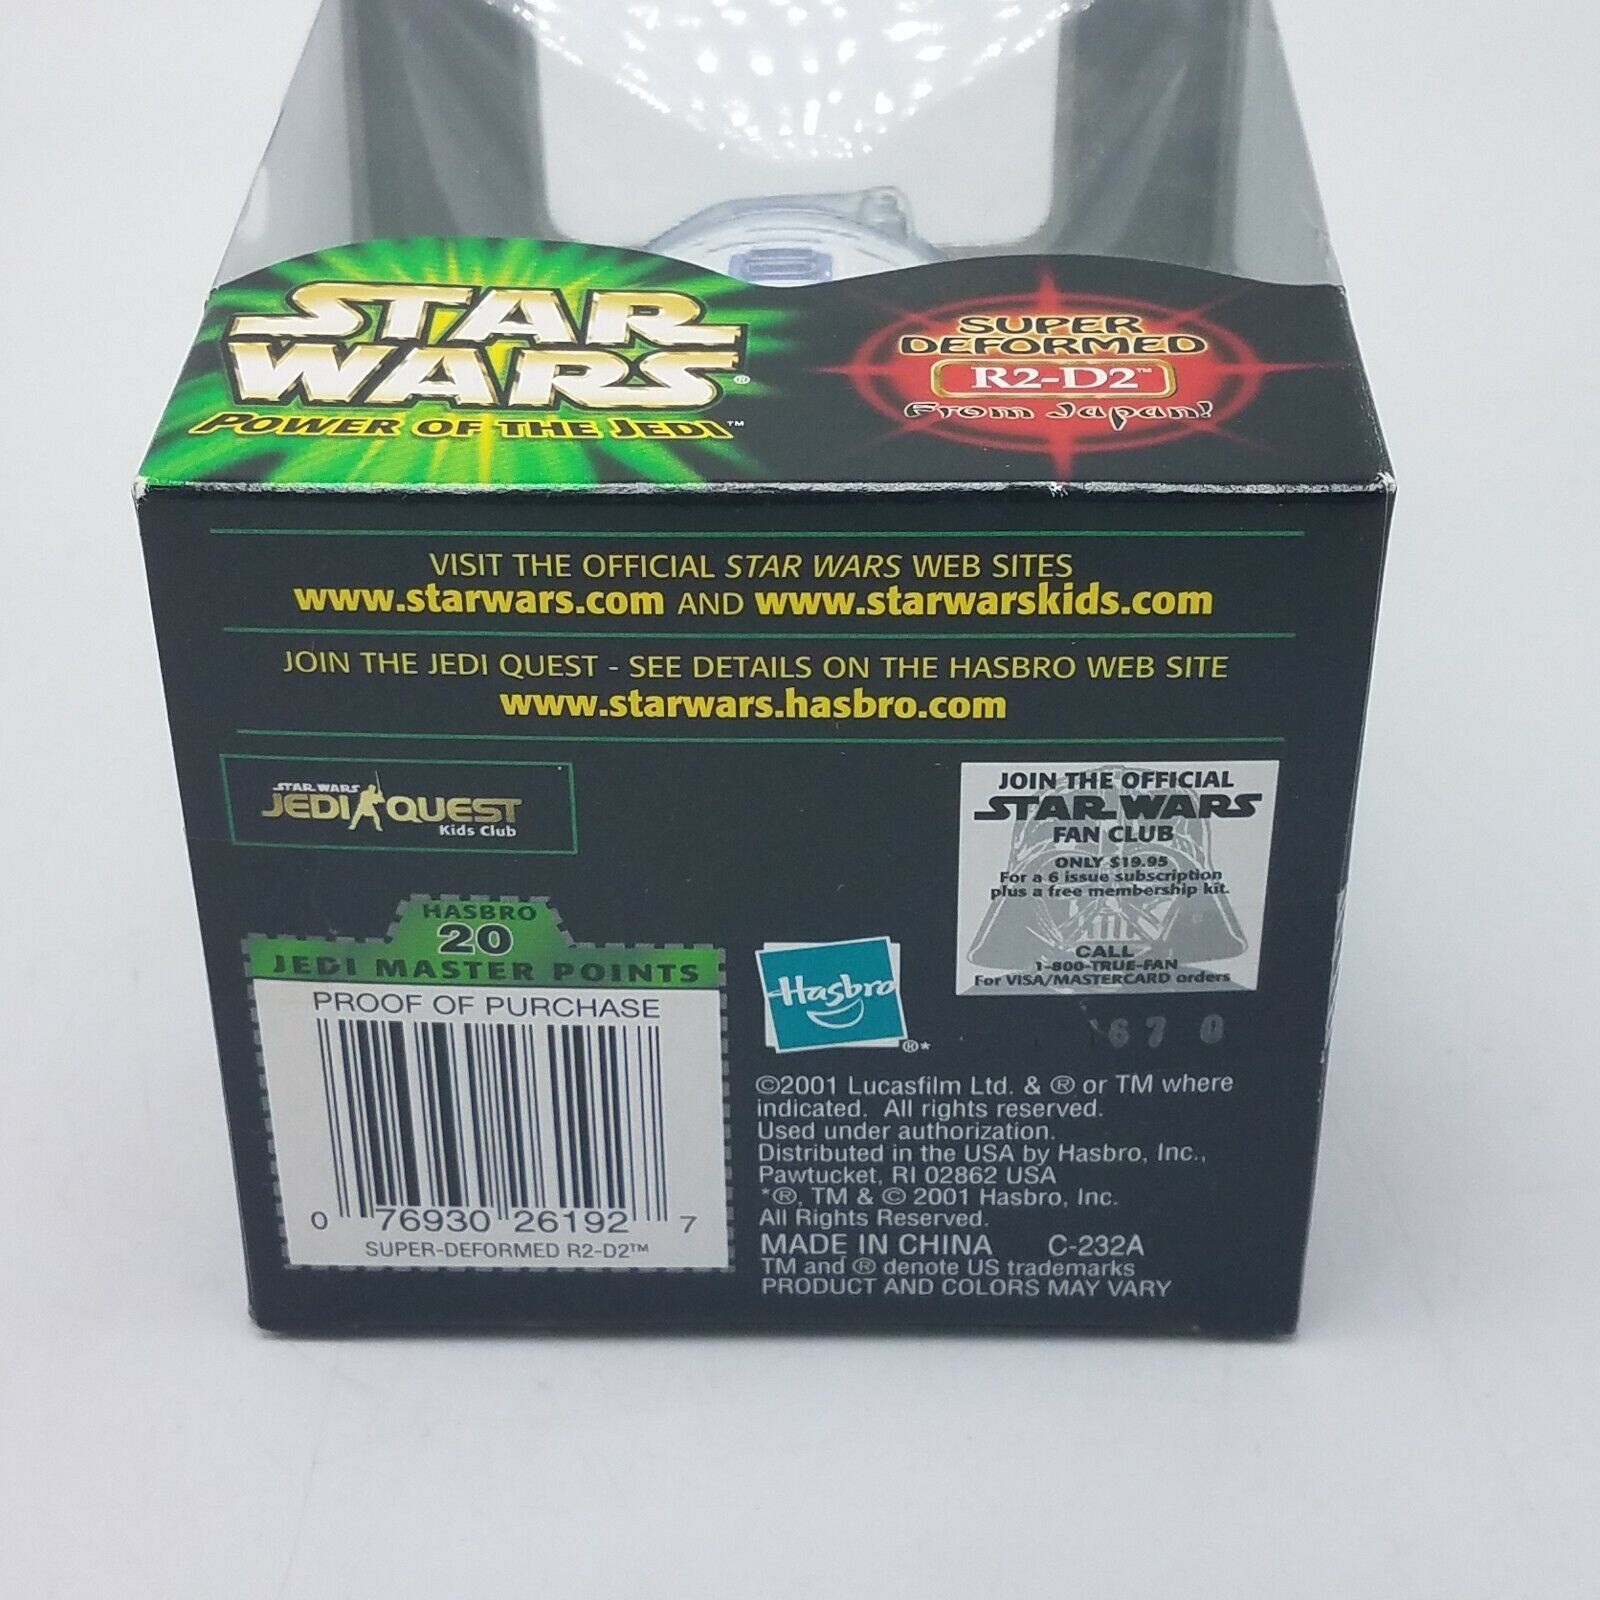 STAR
WARS®
POWER OF THE JEDI™
SUPER
DEFORMED
R2-D2™
From Japan!
VISIT THE OFFICIAL STAR WARS WEB SITES
www.starwars.com AND www.starwarskids.com
JOIN THE JEDI QUEST - SEE DETAILS ON THE HASBRO WEB SITE
www.starwars.hasbro.com
STAR WARS
JEDI QUEST
Kids Club
JOIN THE OFFICIAL
STAR WARS
FAN CLUB
ONLY $19.95
For a 6 issue subscription
plus a free membership kit.
CALL
1-800-TRUE-FAN
For VISA/MASTERCARD orders
HASBRO
20
JEDI MASTER POINTS
PROOF OF PURCHASE
0 76930 26192 7
SUPER-DEFORMED R2-D2™
Hasbro
®*
©2001 Lucasfilm Ltd. & ® or TM where
indicated. All rights reserved.
Used under authorization.
Distributed in the USA by Hasbro, Inc.,
Pawtucket, RI 02862 USA
*®, TM & © 2001 Hasbro, Inc.
All Rights Reserved.
MADE IN CHINA C-232A
TM and ® denote US trademarks
PRODUCT AND COLORS MAY VARY